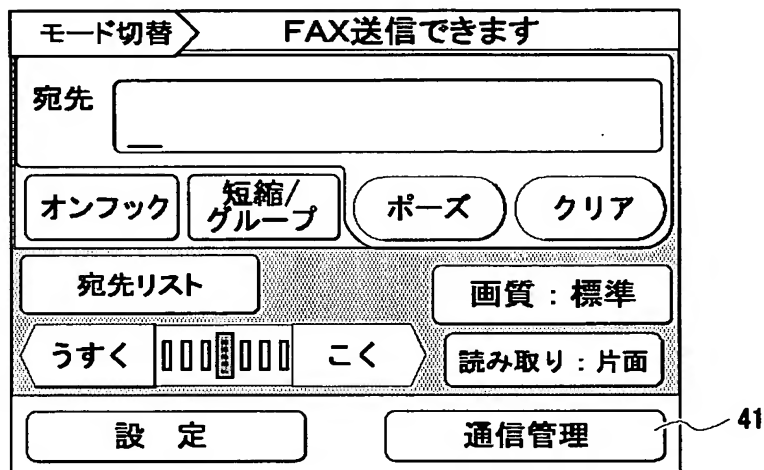 モード切替 FAX送信できます
宛先
オンフック 短縮/グループ ポーズ クリア
宛先リスト 画質：標準
うすく こく 読み取り：片面
設 定 通信管理 41